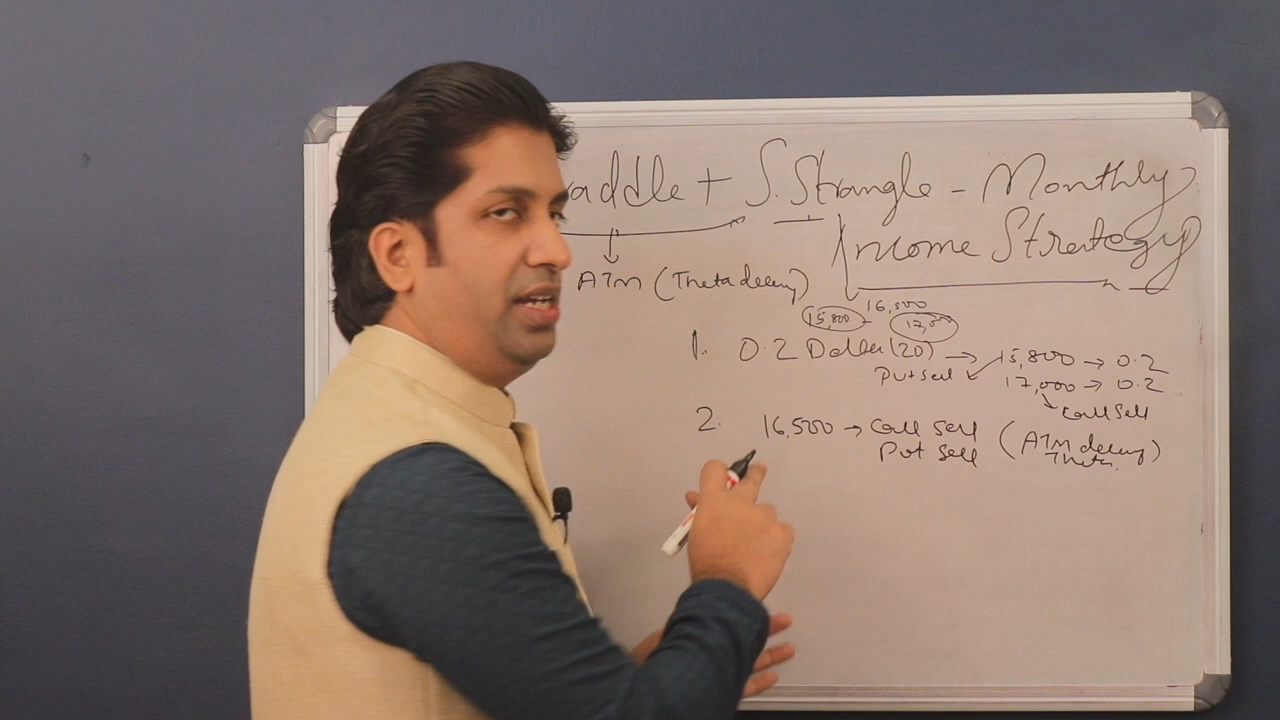 addle + S. Strangle - Monthly
Income Strategy
ATM (Theta decay)
16,500
15,800 - 17,000
1. 0.2 Delta (20) → 15,800 → 0.2
Put sell 17,000 → 0.2
Call Sell
2. 16,500 → Call sell (ATM decay)
Put sell Theta